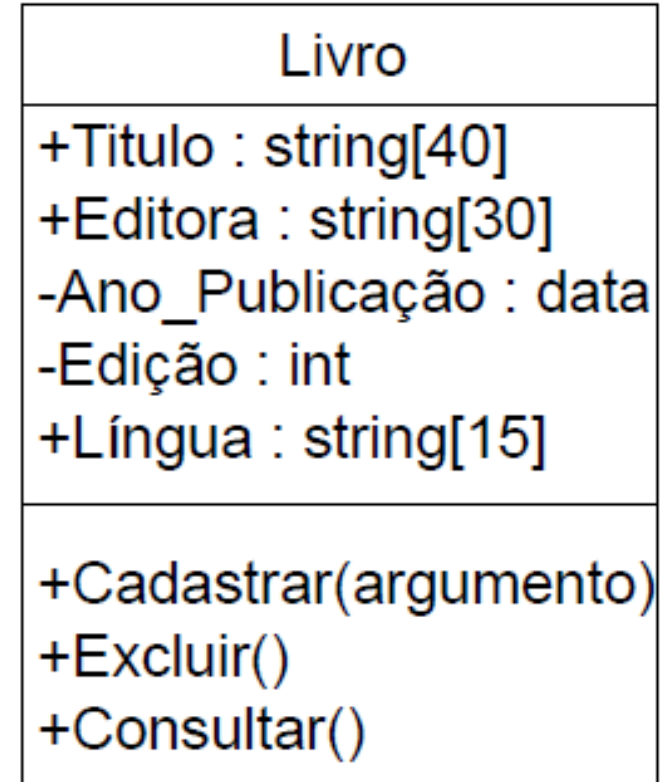 Livro
+Titulo : string[40]
+Editora : string[30]
-Ano_Publicação : data
-Edição : int
+Língua : string[15]
+Cadastrar(argumento)
+Excluir()
+Consultar()